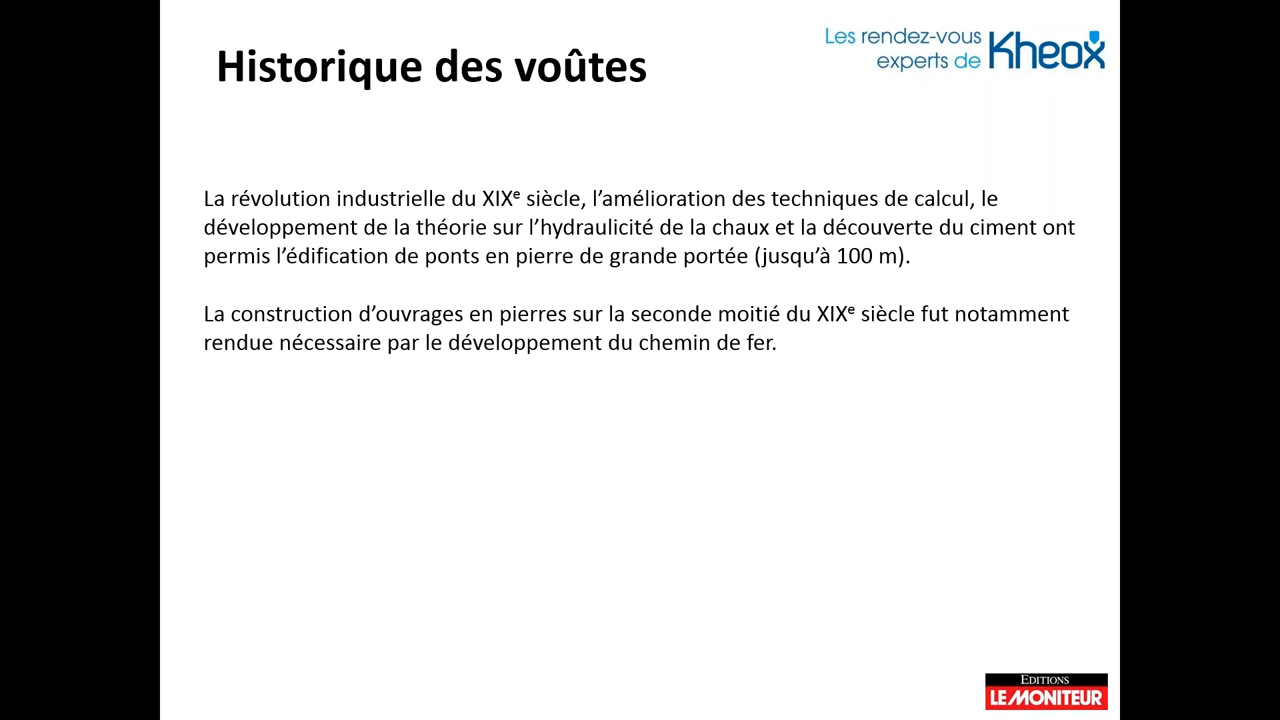 Historique des voûtes
Les rendez-vous
experts de Kheox
La révolution industrielle du XIXe siècle, l’amélioration des techniques de calcul, le
développement de la théorie sur l’hydraulicité de la chaux et la découverte du ciment ont
permis l’édification de ponts en pierre de grande portée (jusqu’à 100 m).
La construction d’ouvrages en pierres sur la seconde moitié du XIXe siècle fut notamment
rendue nécessaire par le développement du chemin de fer.
EDITIONS
LE MONITEUR